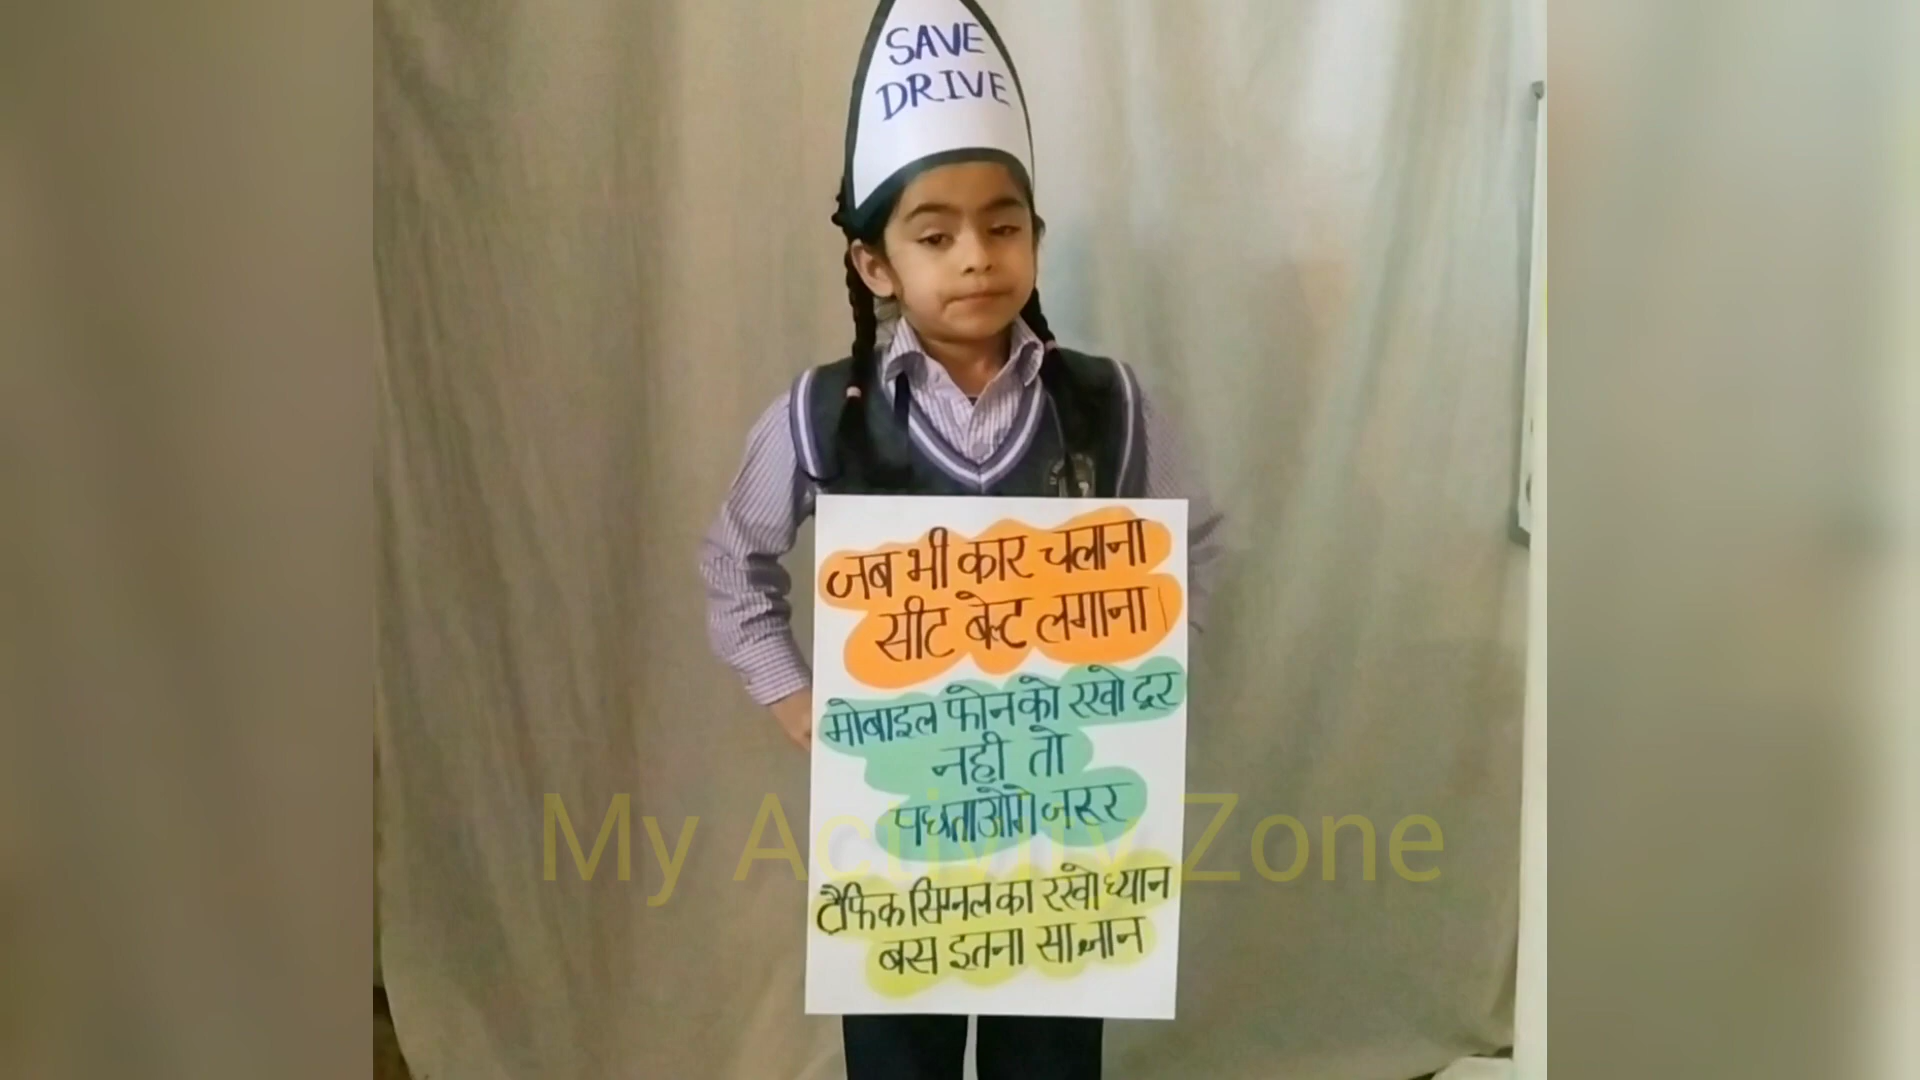 SAVE
DRIVE
जब भी कार चलाना
सीट बेल्ट लगाना।
मोबाइल फोन को रखो दूर
नही तो
पछताओगे जरूर
ट्रैफिक सिग्नल का रखो ध्यान
बस इतना सा ज्ञान
My Activity Zone